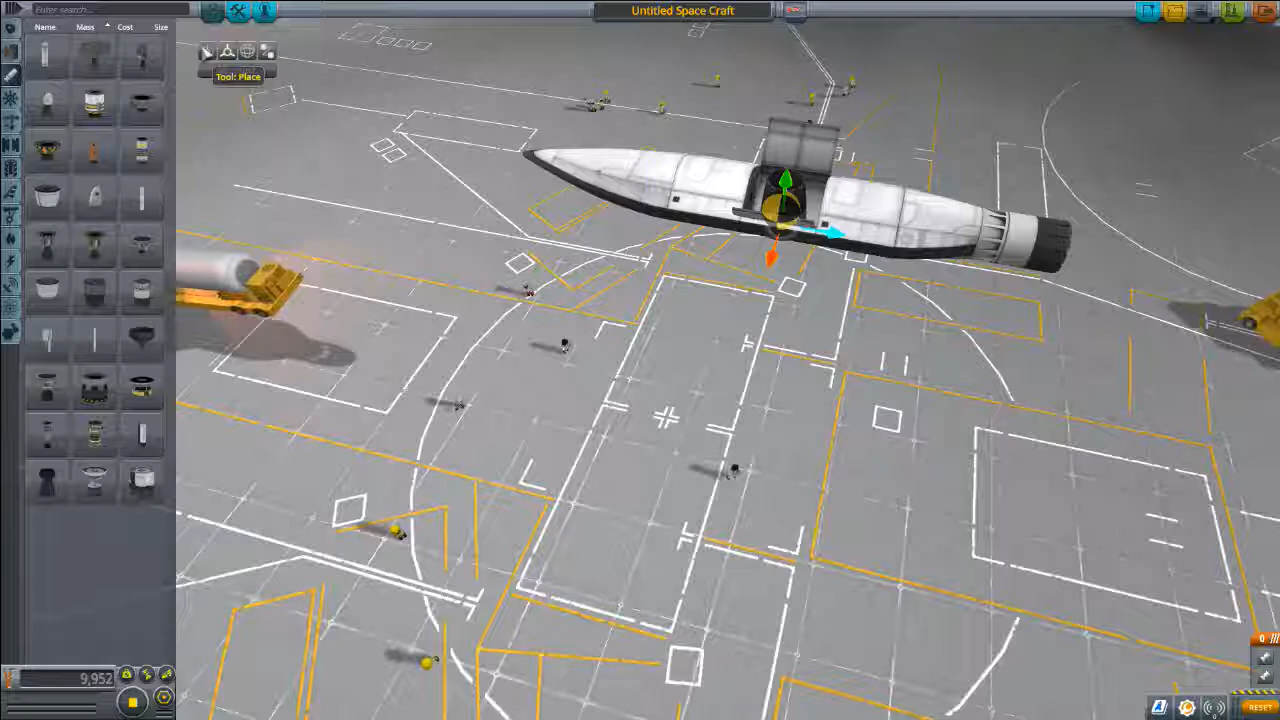 Enter search...
Untitled Space Craft
Name Mass Cost Size
Tool: Place
9,952
0
RESET